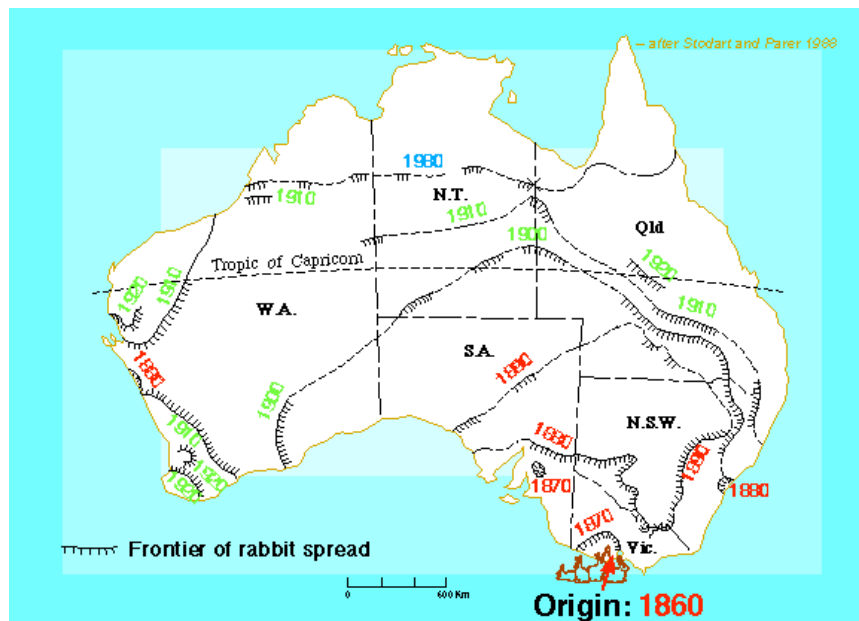 – after Stodart and Parer 1988
1980
1910
N.T.
1910
1900
Qld
Tropic of Capricorn
1920
1920
1910
1910
W.A.
S.A.
1880
1890
1900
N.S.W.
1910
1880
1890
1920
1920
1870
1880
1870
Vic.
Frontier of rabbit spread
0
600 Km
Origin: 1860